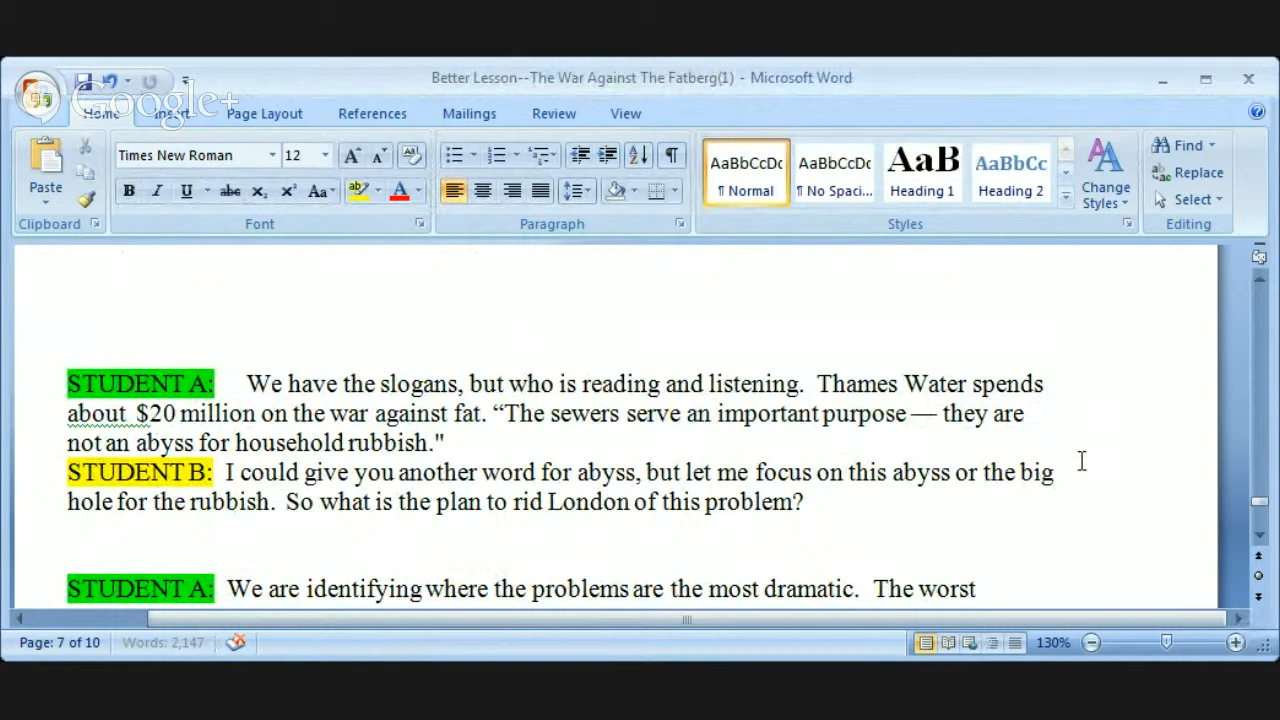 Better Lesson--The War Against The Fatberg(1) - Microsoft Word
Google+
Home Insert Page Layout References Mailings Review View
Times New Roman 12 AaBbCcDc AaBbCcDc AaB AaBbCc Find
Paste ¶ Normal ¶ No Spaci... Heading 1 Heading 2 Change Styles Replace
Select
Clipboard Font Paragraph Styles Editing
STUDENT A: We have the slogans, but who is reading and listening. Thames Water spends
about $20 million on the war against fat. “The sewers serve an important purpose — they are
not an abyss for household rubbish."
STUDENT B: I could give you another word for abyss, but let me focus on this abyss or the big
hole for the rubbish. So what is the plan to rid London of this problem?
STUDENT A: We are identifying where the problems are the most dramatic. The worst
Page: 7 of 10 Words: 2,147 130%